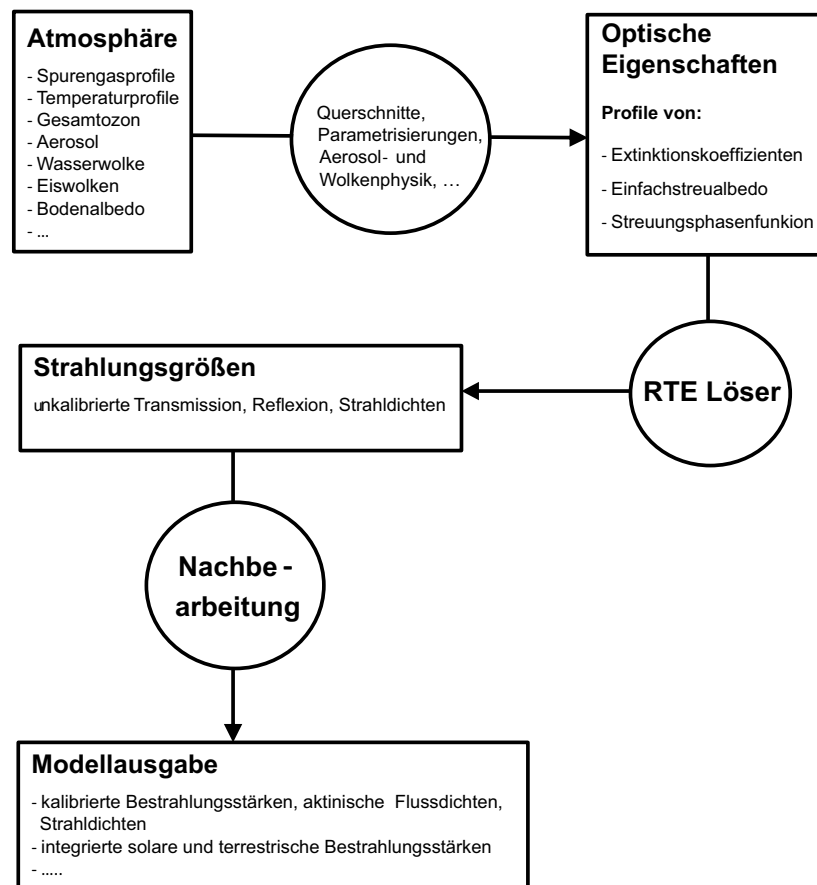 Atmosphäre
- Spurengasprofile
- Temperaturprofile
- Gesamtozon
- Aerosol
- Wasserwolke
- Eiswolken
- Bodenalbedo
- ...
Querschnitte,
Parametrisierungen,
Aerosol- und
Wolkenphysik, ...
Optische
Eigenschaften
Profile von:
- Extinktionskoeffizienten
- Einfachstreualbedo
- Streuungsphasenfunkion
RTE Löser
Strahlungsgrößen
unkalibrierte Transmission, Reflexion, Strahldichten
Nachbe -
arbeitung
Modellausgabe
- kalibrierte Bestrahlungsstärken, aktinische Flussdichten,
Strahldichten
- integrierte solare und terrestrische Bestrahlungsstärken
- .....